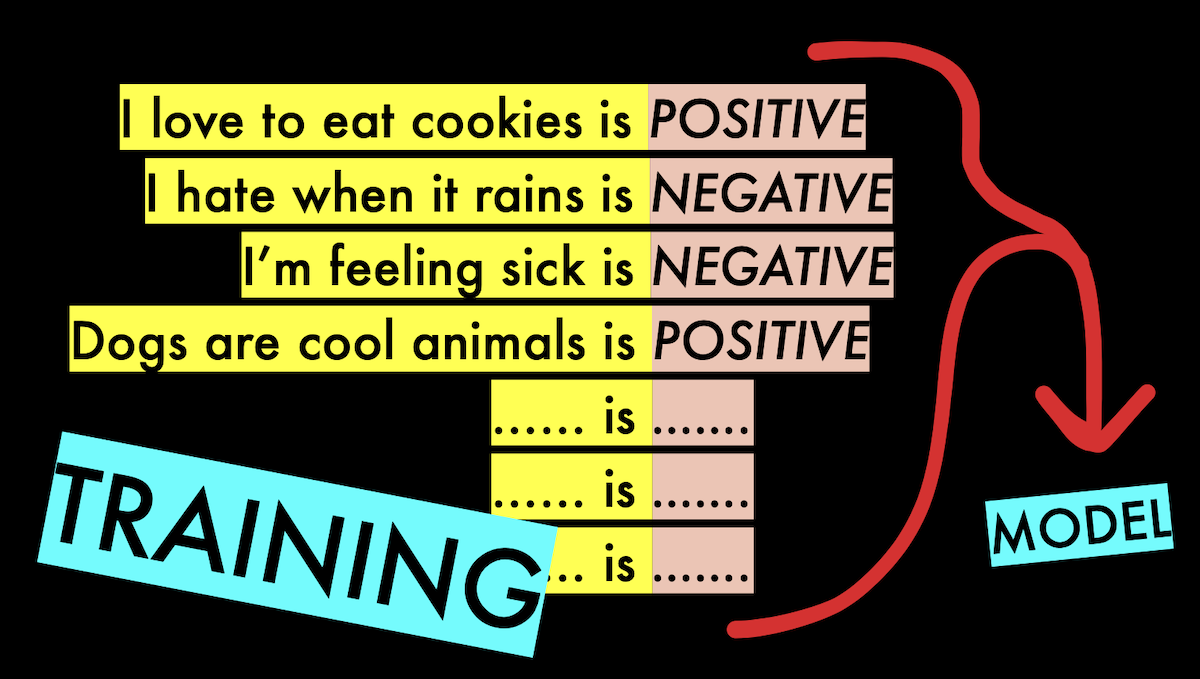 I love to eat cookies is POSITIVE
I hate when it rains is NEGATIVE
I’m feeling sick is NEGATIVE
Dogs are cool animals is POSITIVE
...... is .......
...... is .......
... is .......
TRAINING
MODEL